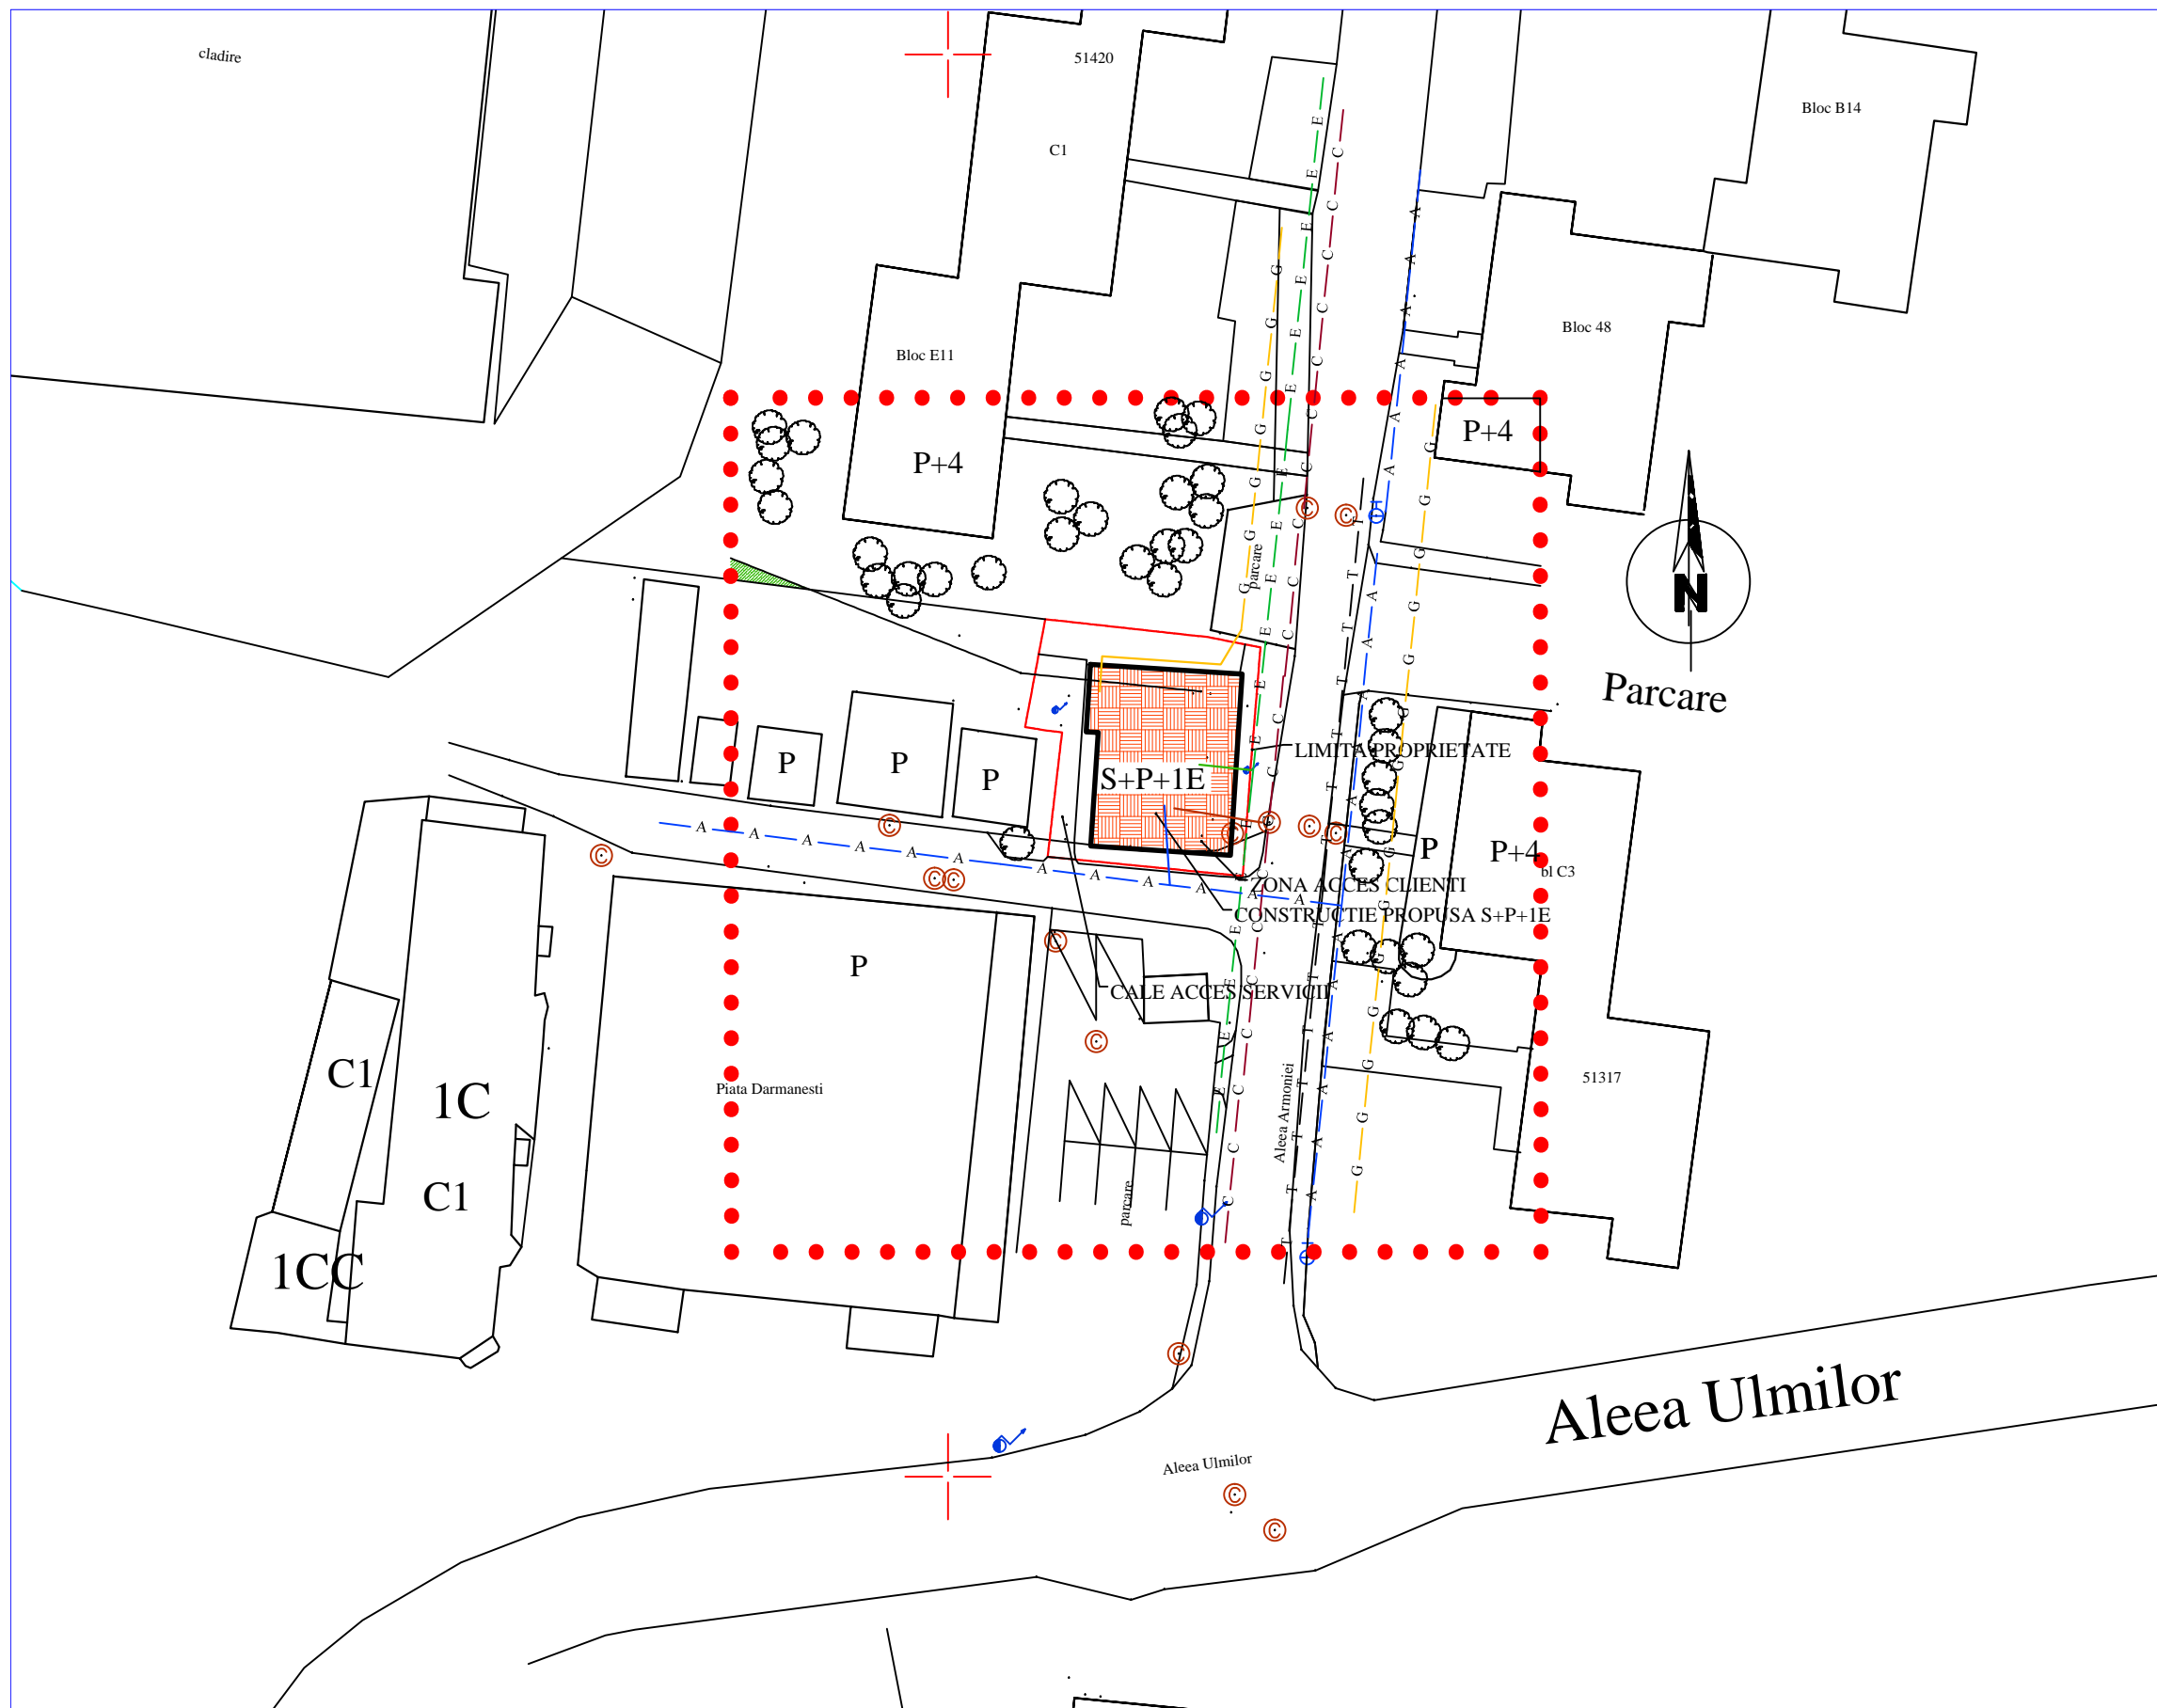 cladire
51420
Bloc B14
C1
Bloc 48
Bloc E11
P+4
P+4
parcare
N
Parcare
LIMITA PROPRIETATE
P
P
P
S+P+1E
P
P+4
bl C3
ZONA ACCES CLIENTI
CONSTRUCTIE PROPUSA S+P+1E
P
CALE ACCES SERVICII
C1
1C
Piata Darmanesti
51317
Aleea Armoniei
C1
parcare
1CC
Aleea Ulmilor
Aleea Ulmilor